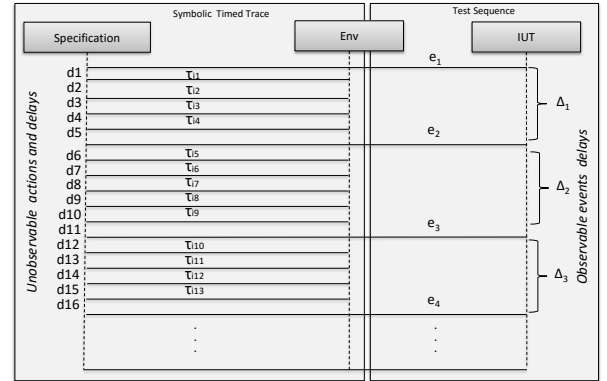 Symbolic Timed Trace
Test Sequence
Specification
Env
IUT
Unobservable actions and delays
Observable events delays
e1
d1
τi1
d2
τi2
d3
τi3
d4
τi4
d5
Δ1
e2
d6
τi5
d7
τi6
d8
τi7
d9
τi8
d10
τi9
d11
Δ2
e3
d12
τi10
d13
τi11
d14
τi12
d15
τi13
d16
Δ3
e4